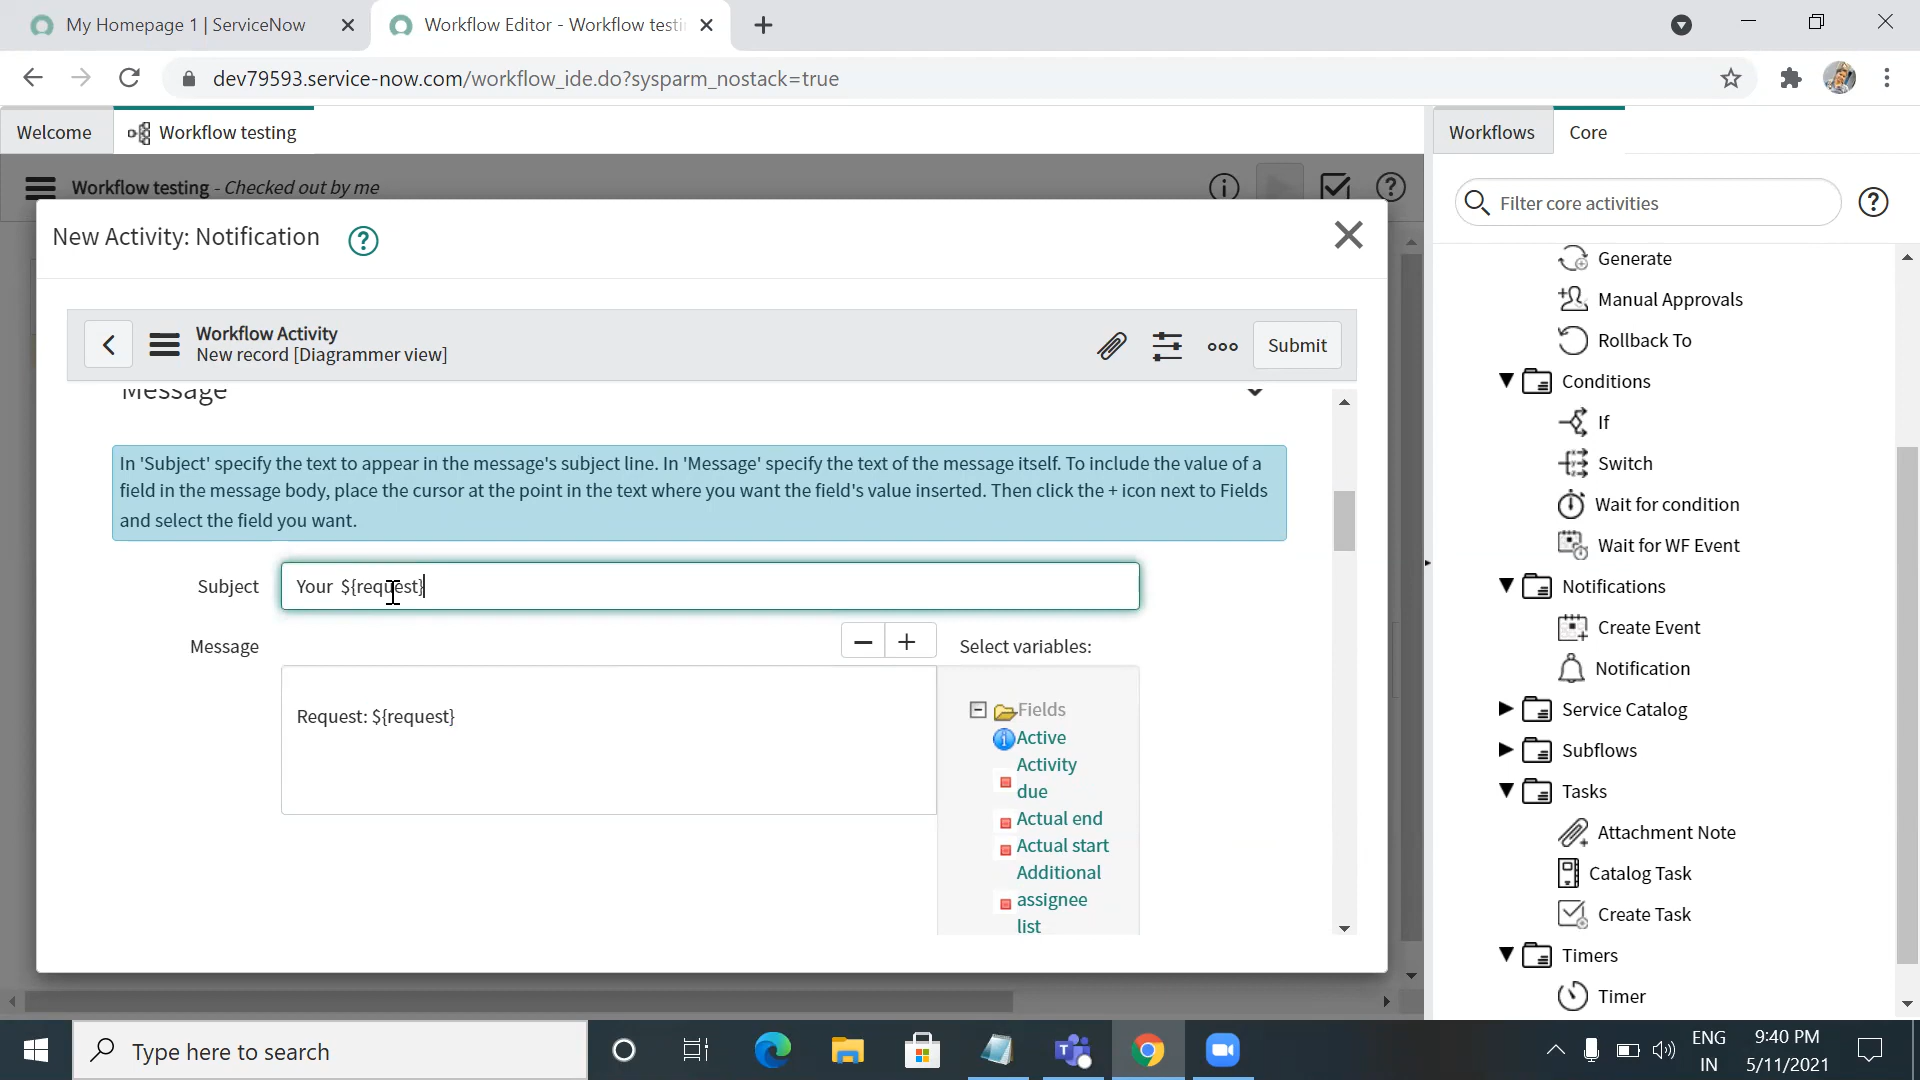 My Homepage 1 | ServiceNow
Workflow Editor - Workflow testin
dev79593.service-now.com/workflow_ide.do?sysparm_nostack=true
Welcome
Workflow testing
Workflows
Core
Workflow testing - Checked out by me
Filter core activities
New Activity: Notification
Workflow Activity
New record [Diagrammer view]
Submit
Message
In 'Subject' specify the text to appear in the message's subject line. In 'Message' specify the text of the message itself. To include the value of a
field in the message body, place the cursor at the point in the text where you want the field's value inserted. Then click the + icon next to Fields
and select the field you want.
Subject
Your ${request}
Message
Select variables:
Request: ${request}
Fields
Active
Activity
due
Actual end
Actual start
Additional
assignee
list
Generate
Manual Approvals
Rollback To
Conditions
If
Switch
Wait for condition
Wait for WF Event
Notifications
Create Event
Notification
Service Catalog
Subflows
Tasks
Attachment Note
Catalog Task
Create Task
Timers
Timer
Type here to search
ENG
IN
9:40 PM
5/11/2021